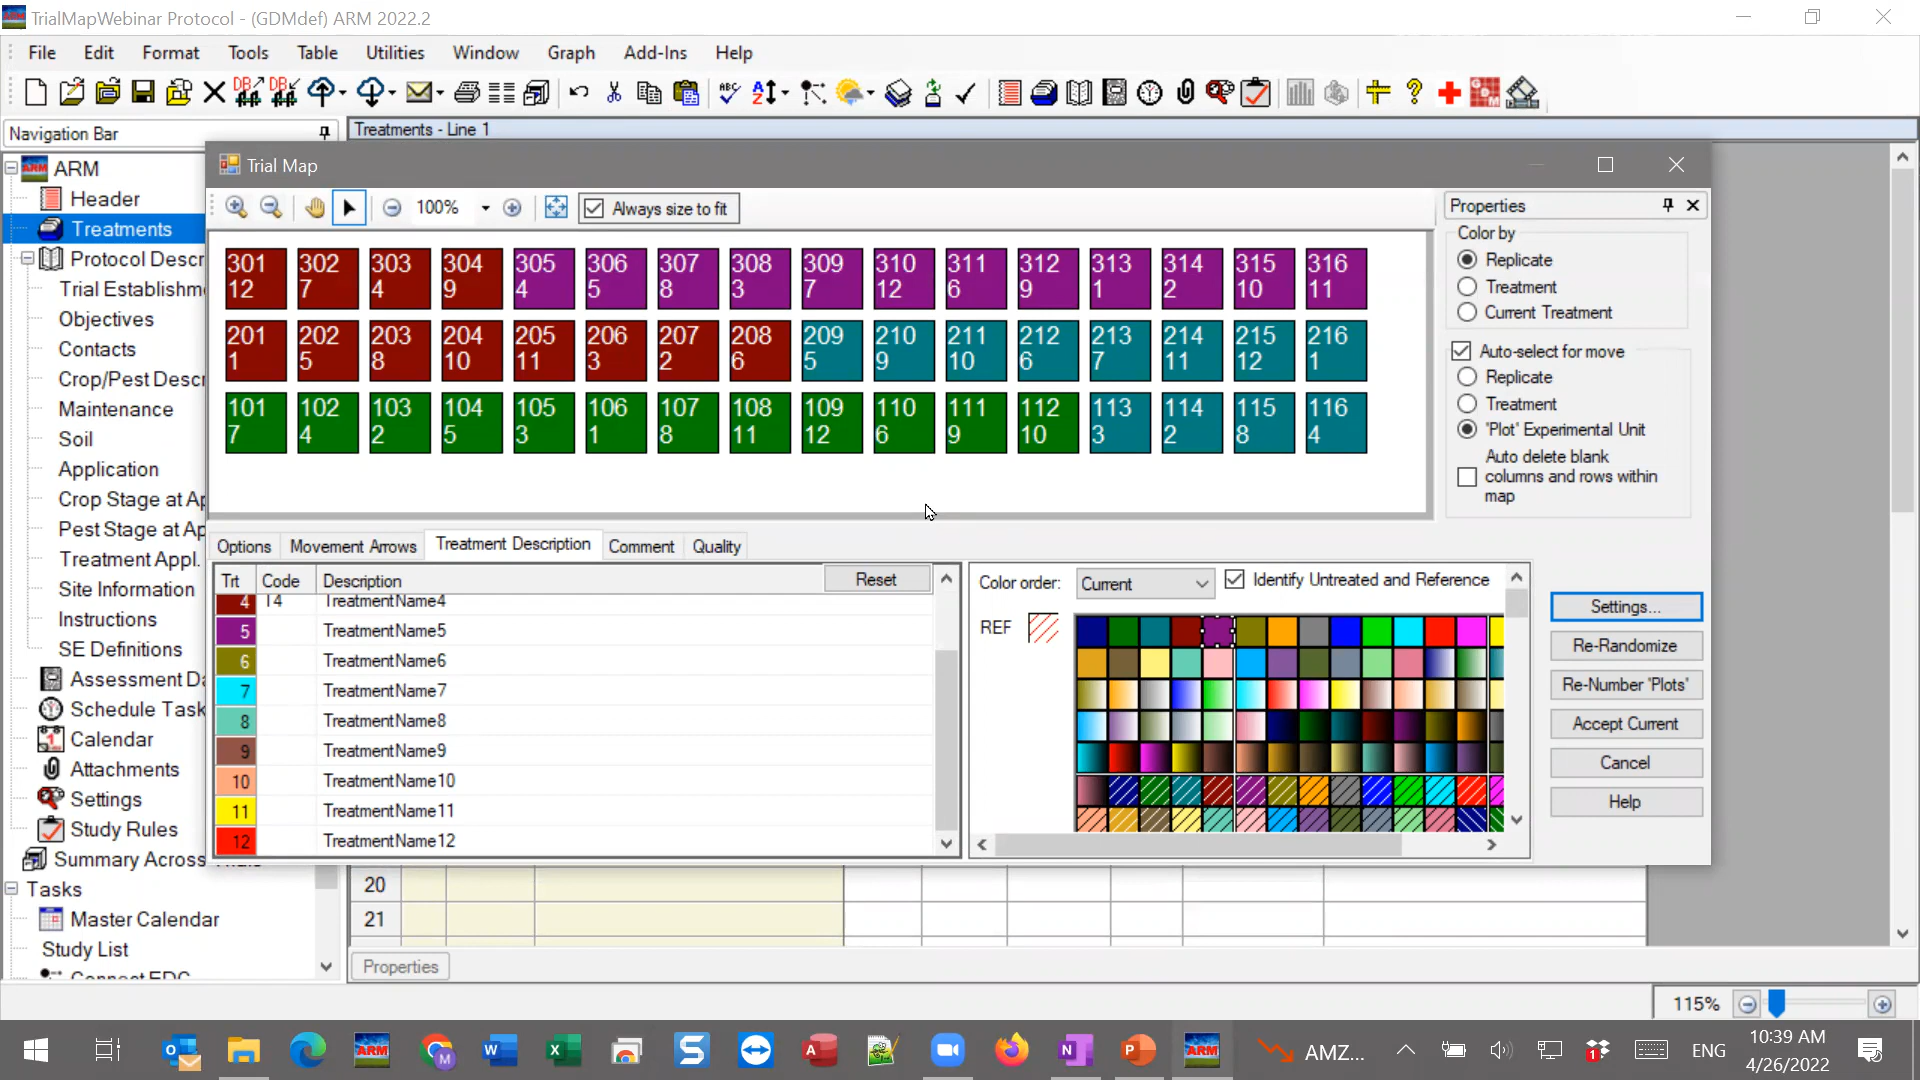 TrialMapWebinar Protocol - (GDMdef) ARM 2022.2
File Edit Format Tools Table Utilities Window Graph Add-Ins Help
Navigation Bar
Treatments - Line 1
ARM
Header
Treatments
Protocol Descr
Trial Establishm
Objectives
Contacts
Crop/Pest Descr
Maintenance
Soil
Application
Crop Stage at Ap
Pest Stage at Ap
Treatment Appl.
Site Information
Instructions
SE Definitions
Assessment Da
Schedule Task
Calendar
Attachments
Settings
Study Rules
Summary Across
Tasks
Master Calendar
Study List
Connect EDC
Trial Map
100%
Always size to fit
301 302 303 304 305 306 307 308 309 310 311 312 313 314 315 316
12 7 4 9 4 5 8 3 7 12 6 9 1 2 10 11
201 202 203 204 205 206 207 208 209 210 211 212 213 214 215 216
1 5 8 10 11 3 2 6 5 9 10 6 7 11 12 1
101 102 103 104 105 106 107 108 109 110 111 112 113 114 115 116
7 4 2 5 3 1 8 11 12 6 9 10 3 2 8 4
Properties
Color by
Replicate
Treatment
Current Treatment
Auto-select for move
Replicate
Treatment
'Plot' Experimental Unit
Auto delete blank
columns and rows within
map
Options Movement Arrows Treatment Description Comment Quality
Trt Code Description Reset
4 T4 TreatmentName4
5 TreatmentName5
6 TreatmentName6
7 TreatmentName7
8 TreatmentName8
9 TreatmentName9
10 TreatmentName10
11 TreatmentName11
12 TreatmentName12
Color order: Current Identify Untreated and Reference
REF
Settings...
Re-Randomize
Re-Number 'Plots'
Accept Current
Cancel
Help
20
21
Properties
115%
AMZ...
ENG
10:39 AM
4/26/2022